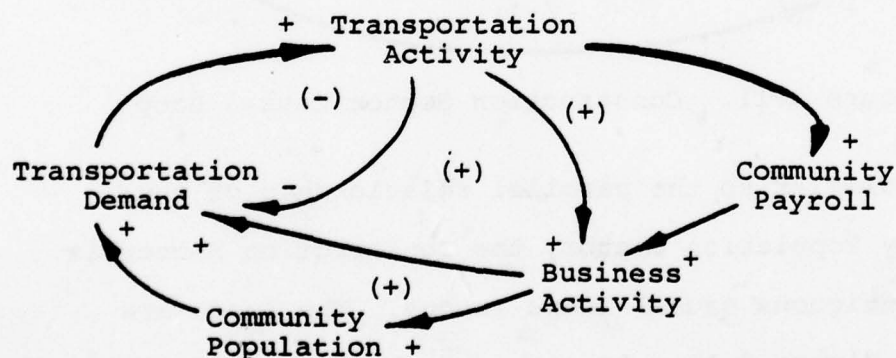 + Transportation
Activity
(-)
(+)
(+)
+
Transportation
Demand
-
Community
Payroll
+
+
+
+
Business
Activity
(+)
Community
Population +